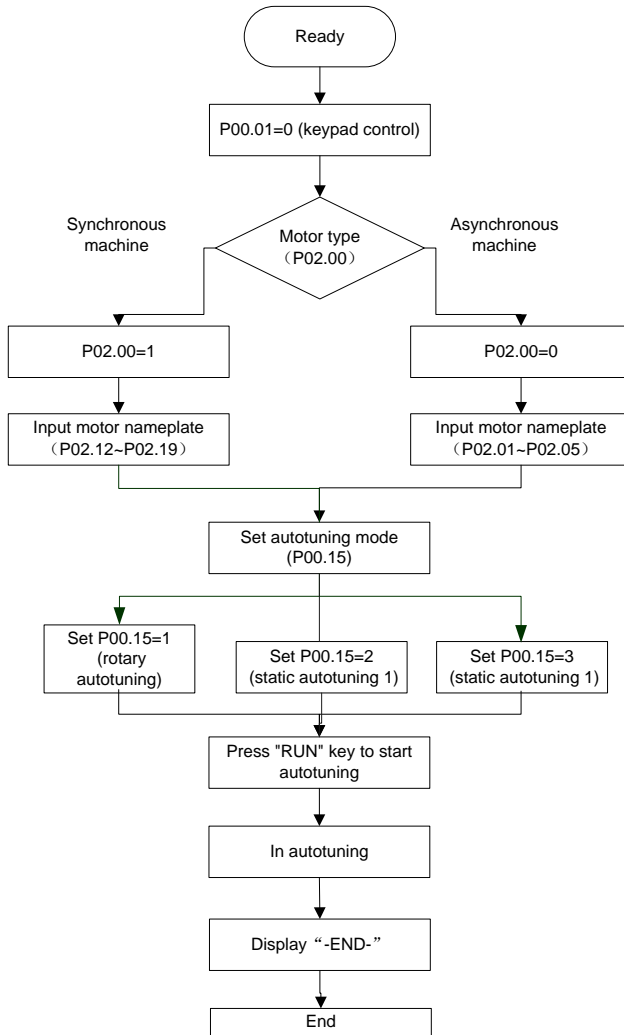 Ready
P00.01=0 (keypad control)
Synchronous
machine
Motor type
（P02.00）
Asynchronous
machine
P02.00=1
P02.00=0
Input motor nameplate
（P02.12~P02.19）
Input motor nameplate
（P02.01~P02.05）
Set autotuning mode
(P00.15)
Set P00.15=1
(rotary
autotuning)
Set P00.15=2
(static autotuning 1)
Set P00.15=3
(static autotuning 1)
Press "RUN" key to start
autotuning
In autotuning
Display “-END-”
End